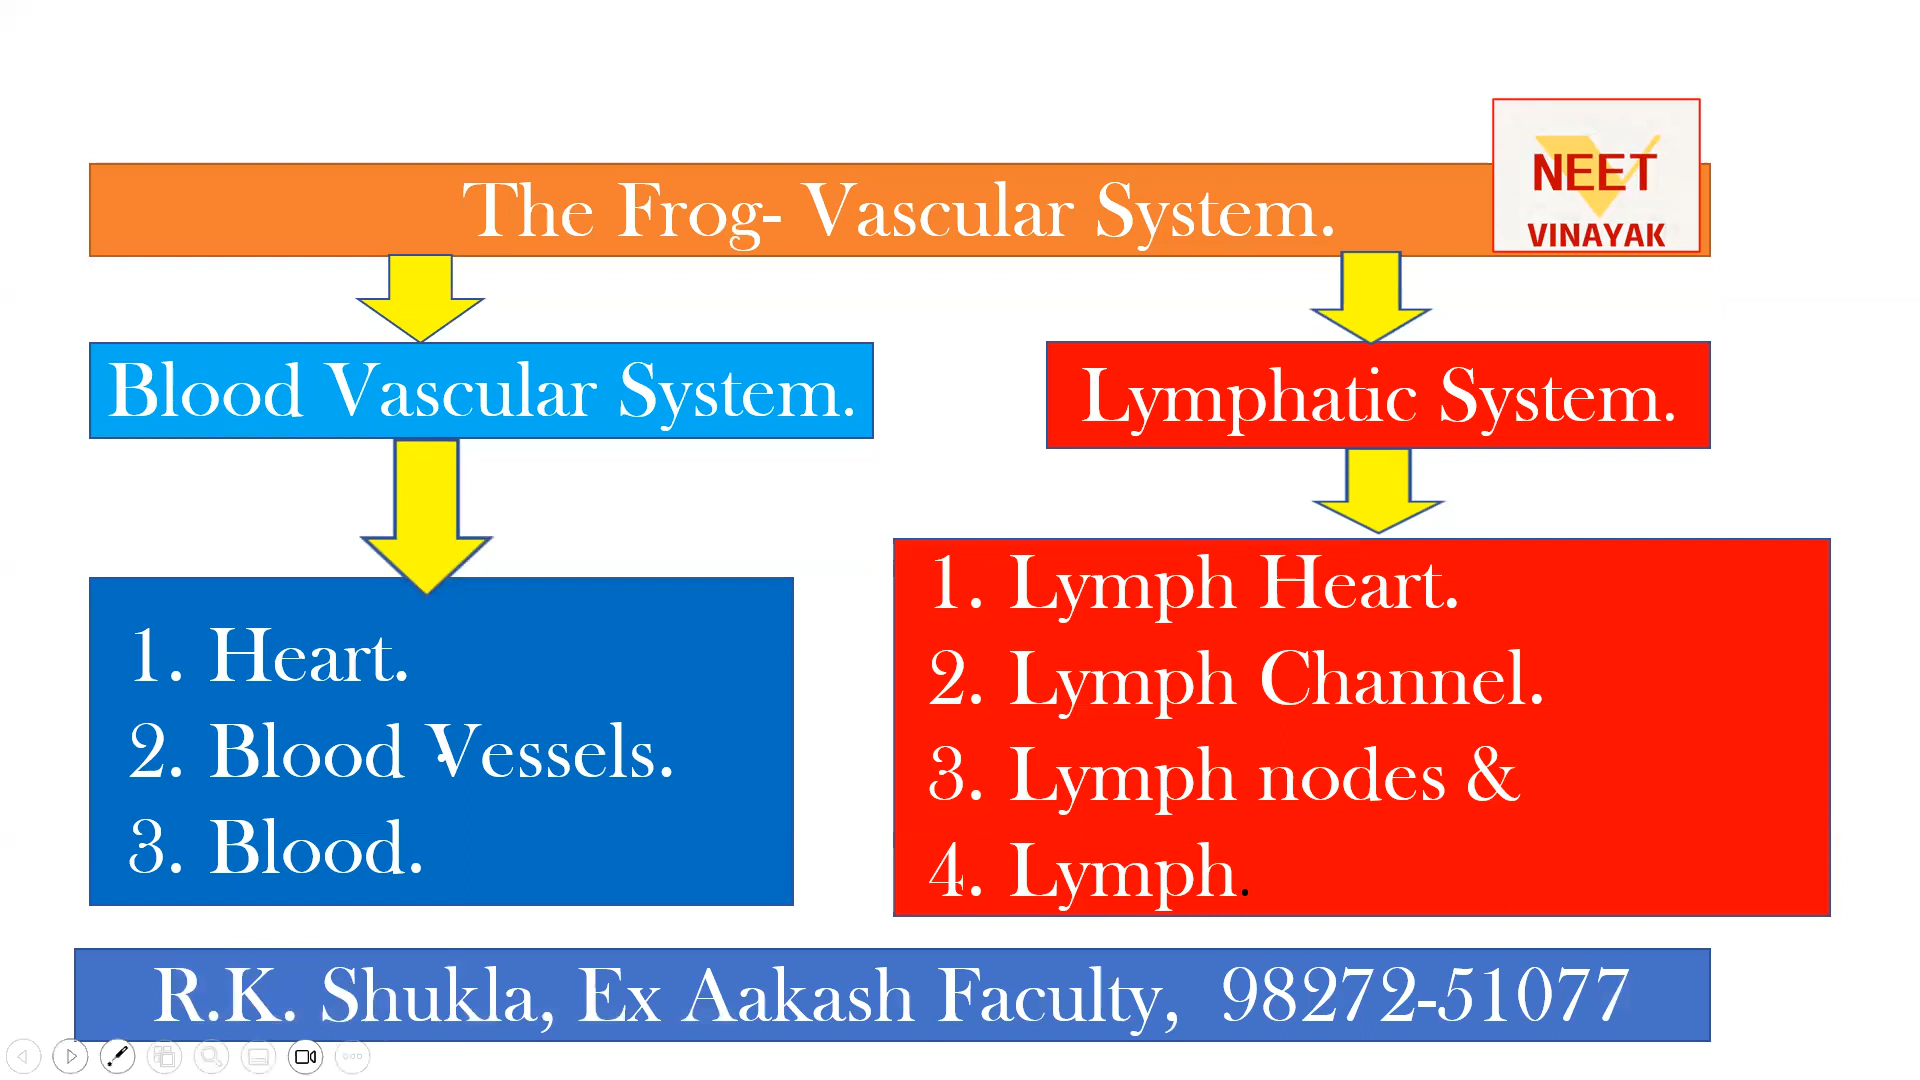 NEET
VINAYAK
The Frog- Vascular System.
Blood Vascular System.
Lymphatic System.
1. Heart.
2. Blood Vessels.
3. Blood.
1. Lymph Heart.
2. Lymph Channel.
3. Lymph nodes &
4. Lymph.
R.K. Shukla, Ex Aakash Faculty, 98272-51077